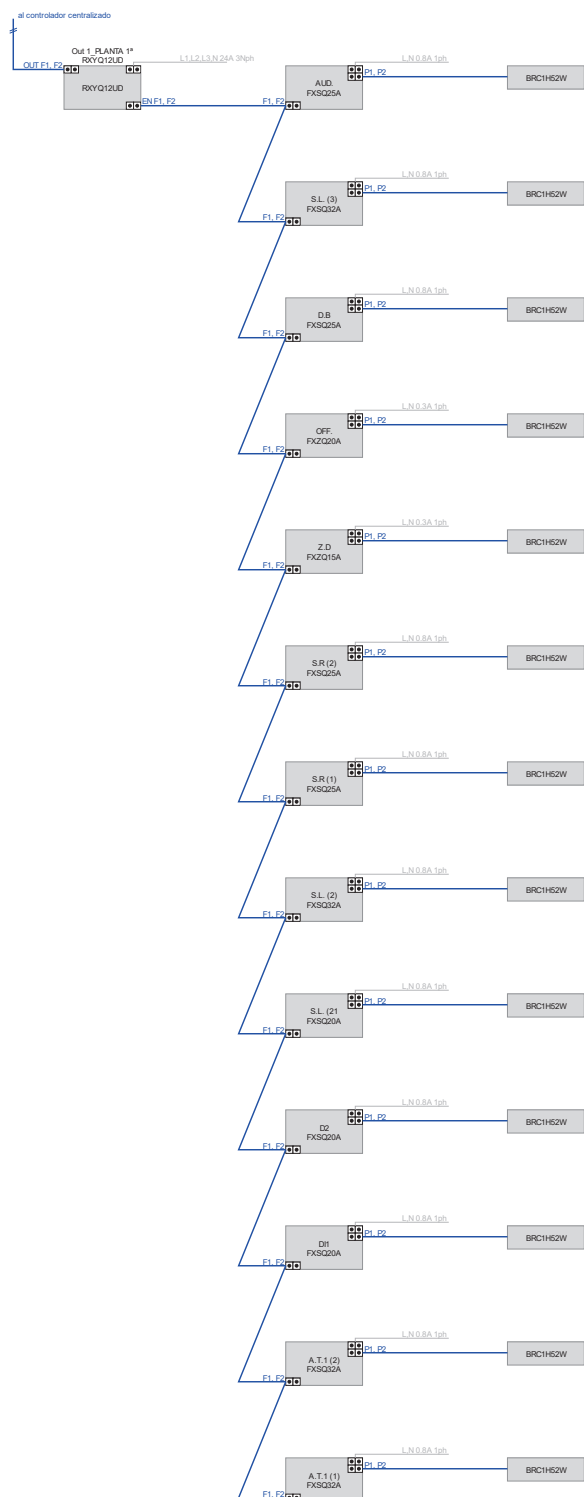 al controlador centralizado
Out 1_PLANTA 1ª
RXYQ12UD
L1,L2,L3,N 24A 3Nph
OUT F1, F2
RXYQ12UD
EN F1, F2
L,N 0.8A 1ph
AUD.
FXSQ25A
P1, P2
BRC1H52W
F1, F2
L,N 0.8A 1ph
S.L. (3)
FXSQ32A
P1, P2
BRC1H52W
F1, F2
L,N 0.8A 1ph
D.B
FXSQ25A
P1, P2
BRC1H52W
F1, F2
L,N 0.3A 1ph
OFF.
FXZQ20A
P1, P2
BRC1H52W
F1, F2
L,N 0.3A 1ph
Z.D
FXZQ15A
P1, P2
BRC1H52W
F1, F2
L,N 0.8A 1ph
S.R (2)
FXSQ25A
P1, P2
BRC1H52W
F1, F2
L,N 0.8A 1ph
S.R (1)
FXSQ25A
P1, P2
BRC1H52W
F1, F2
L,N 0.8A 1ph
S.L. (2)
FXSQ32A
P1, P2
BRC1H52W
F1, F2
L,N 0.8A 1ph
S.L. (21
FXSQ20A
P1, P2
BRC1H52W
F1, F2
L,N 0.8A 1ph
D2
FXSQ20A
P1, P2
BRC1H52W
F1, F2
L,N 0.8A 1ph
DI1
FXSQ20A
P1, P2
BRC1H52W
F1, F2
L,N 0.8A 1ph
A.T.1 (2)
FXSQ32A
P1, P2
BRC1H52W
F1, F2
L,N 0.8A 1ph
A.T.1 (1)
FXSQ32A
P1, P2
BRC1H52W
F1, F2